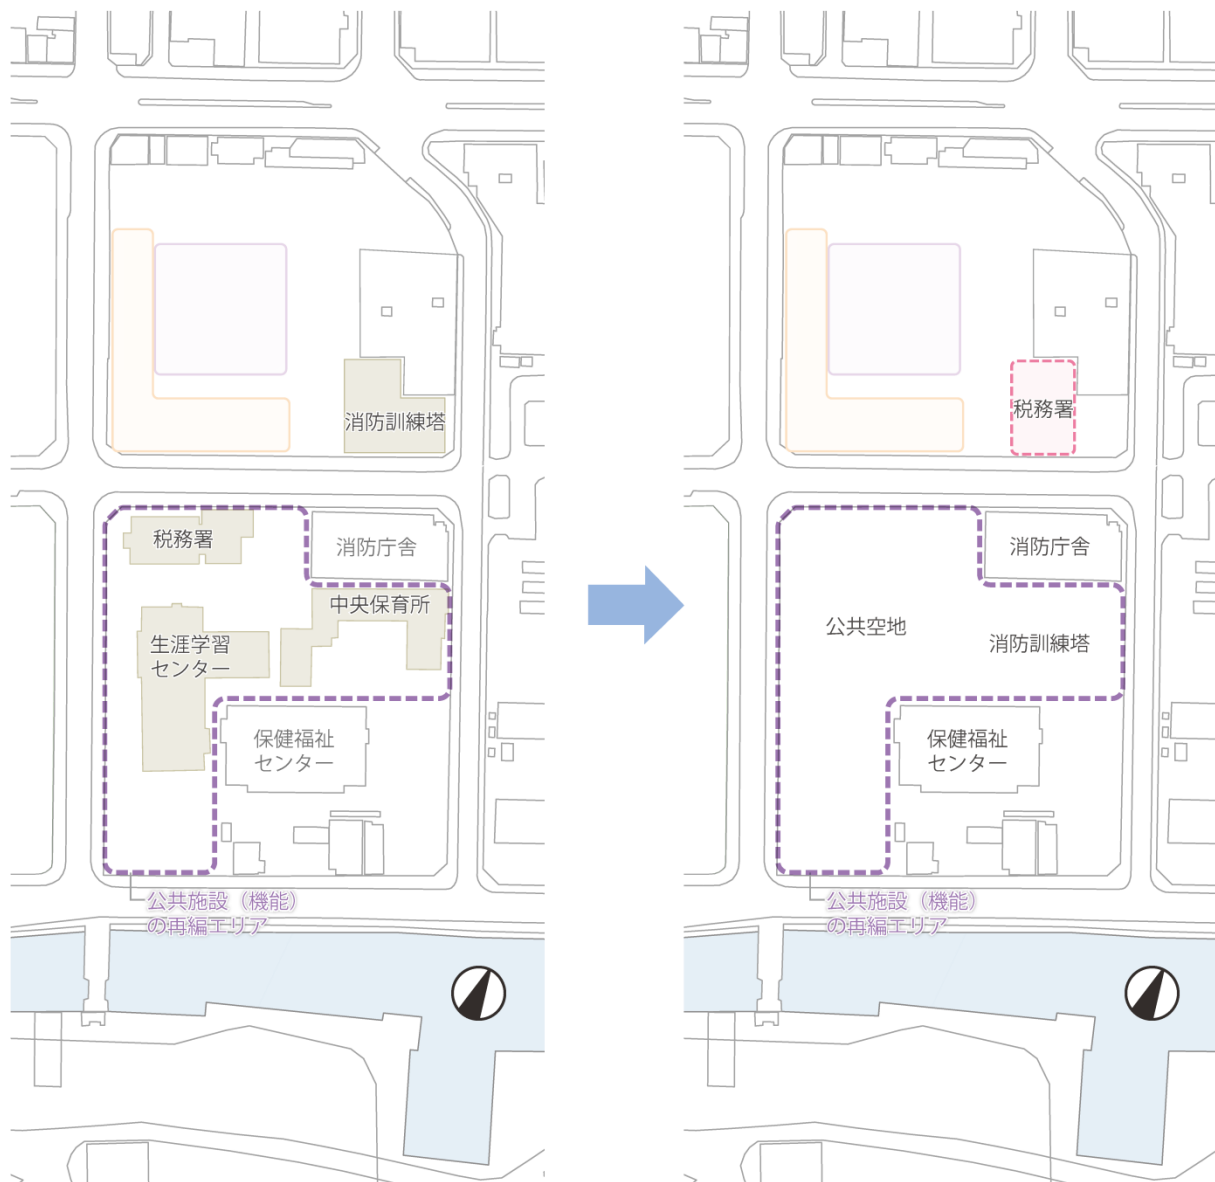 消防訓練塔
税務署
消防庁舎
中央保育所
生涯学習
センター
保健福祉
センター
公共施設（機能）
の再編エリア
税務署
消防庁舎
公共空地
消防訓練塔
保健福祉
センター
公共施設（機能）
の再編エリア